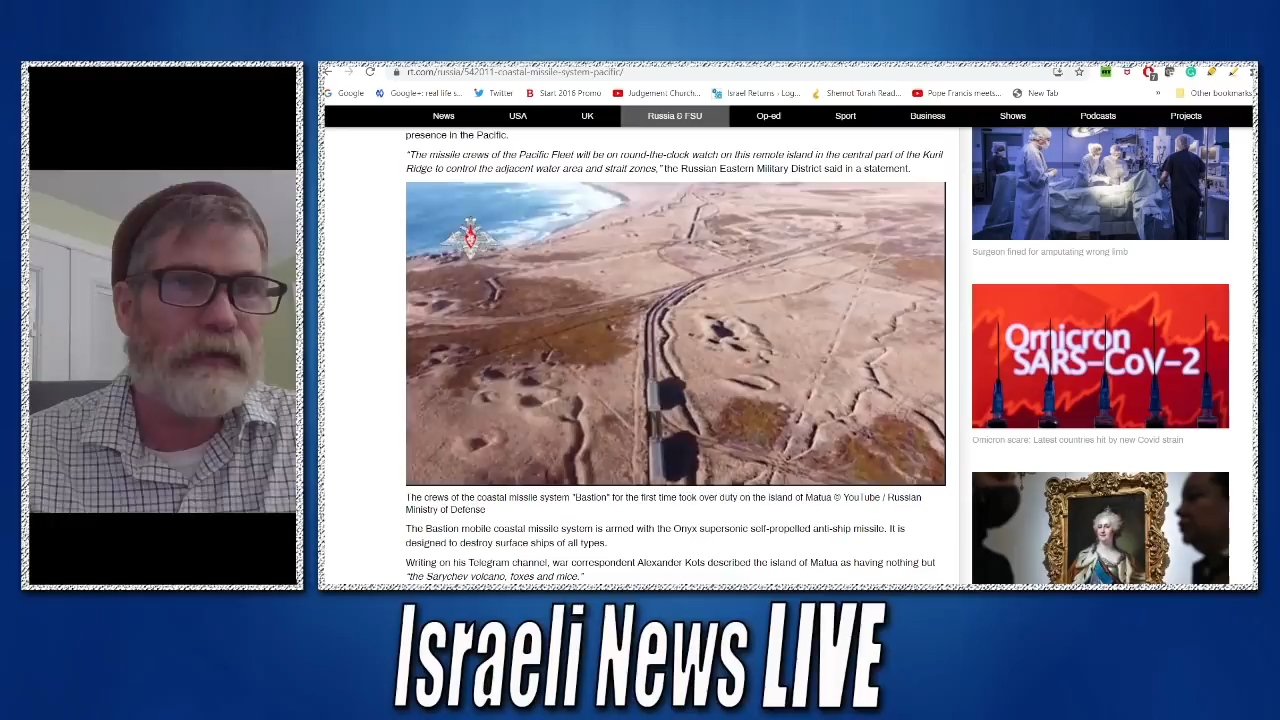 rt.com/russia/542011-coastal-missile-system-pacific/
Google Google+: real life s... Twitter Start 2016 Promo Judgement Church... Israel Returns › Log... Shemot Torah Read... Pope Francis meets... New Tab » Other bookmarks
News USA UK Russia & FSU Op-ed Sport Business Shows Podcasts Projects
presence in the Pacific.
“The missile crews of the Pacific Fleet will be on round-the-clock watch on this remote island in the central part of the Kuril
Ridge to control the adjacent water area and strait zones,” the Russian Eastern Military District said in a statement.
The crews of the coastal missile system "Bastion" for the first time took over duty on the island of Matua © YouTube / Russian
Ministry of Defense
The Bastion mobile coastal missile system is armed with the Onyx supersonic self-propelled anti-ship missile. It is
designed to destroy surface ships of all types.
Writing on his Telegram channel, war correspondent Alexander Kots described the island of Matua as having nothing but
“the Sarychev volcano, foxes and mice.”
Surgeon fined for amputating wrong limb
Omicron
SARS-CoV-2
Omicron scare: Latest countries hit by new Covid strain
Israeli News LIVE